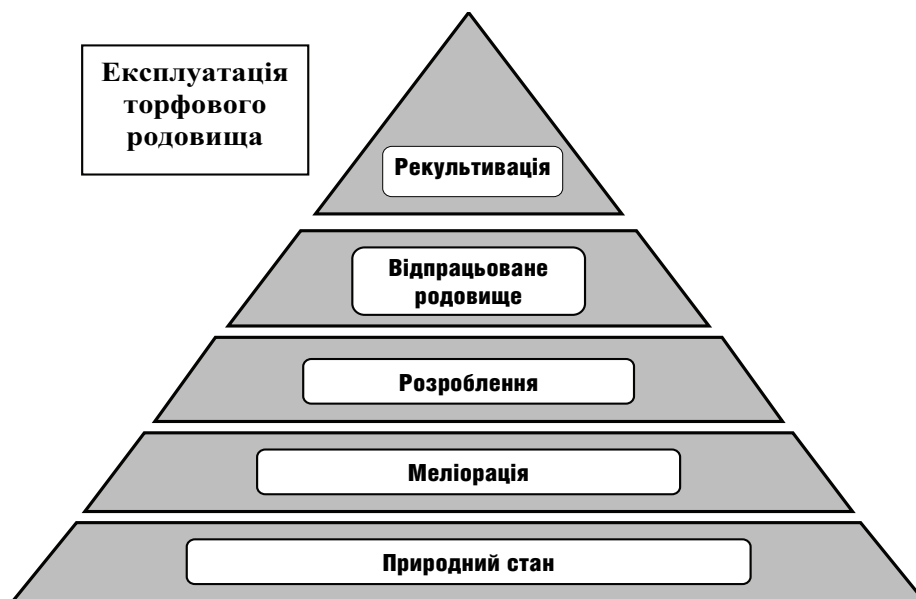 Експлуатація
торфового
родовища
Рекультивація
Відпрацьоване
родовище
Розроблення
Меліорація
Природний стан